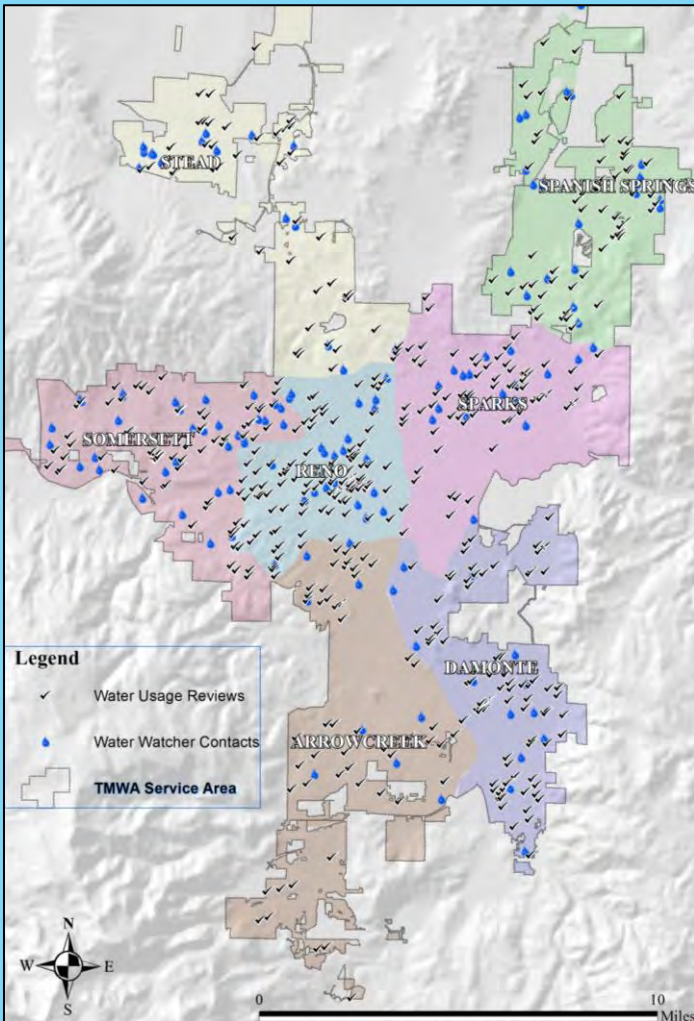 STEAD
SPANISH SPRINGS
SPARKS
SOMERSETT
RENO
Legend
Water Usage Reviews
Water Watcher Contacts
TMWA Service Area
DAMONTE
ARROWCREEK
N
W
E
S
0
10
Miles